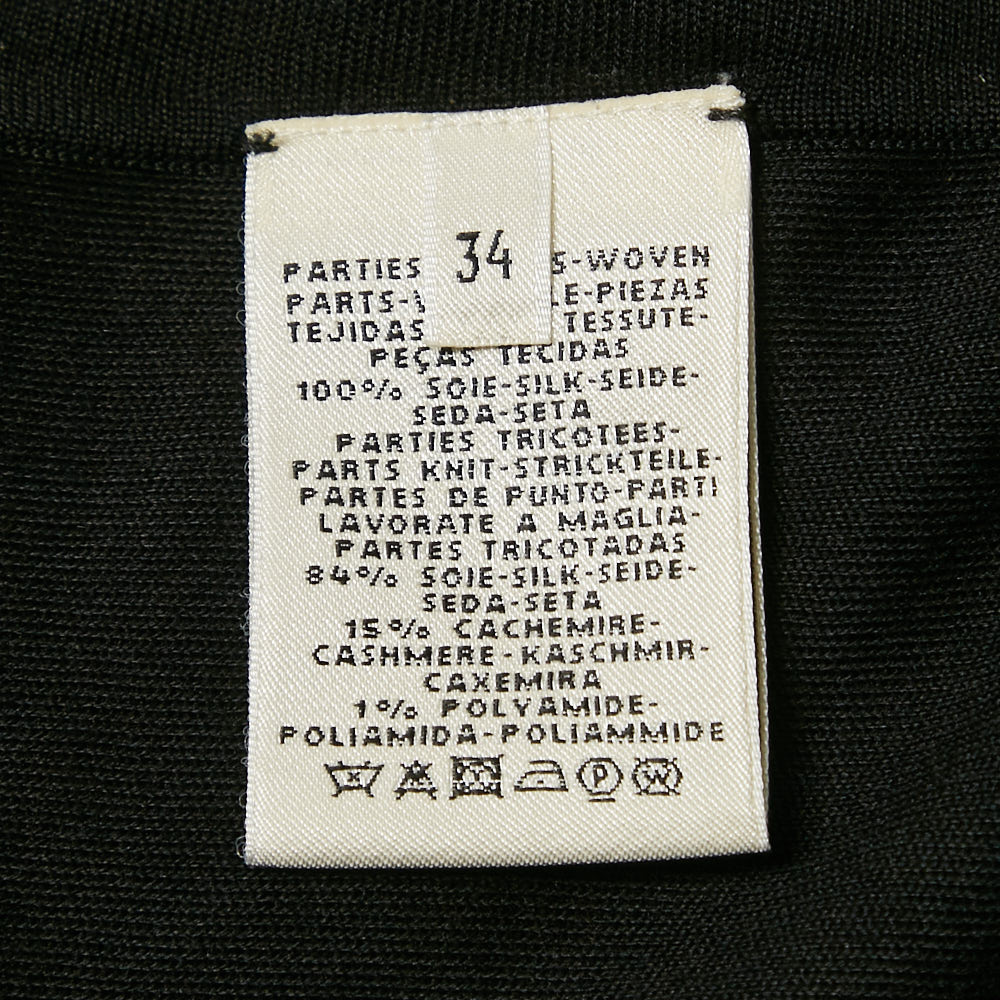 34
PARTIES S-WOVEN
PARTS- LE-PIEZAS
TEJIDAS TESSUTE-
PEÇAS TECIDAS
100% SOIE-SILK-SEIDE-
SEDA-SETA
PARTIES TRICOTEES-
PARTS KNIT-STRICKTEILE-
PARTES DE PUNTO-PARTI
LAVORATE A MAGLIA-
PARTES TRICOTADAS
84% SOIE-SILK-SEIDE-
SEDA-SETA
15% CACHEMIRE-
CASHMERE-KASCHMIR-
CAXEMIRA
1% POLYAMIDE-
POLIAMIDA-POLIAMMIDE
P W